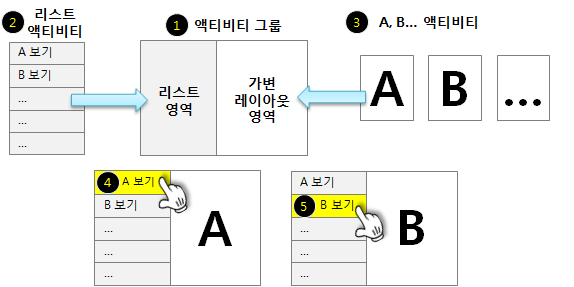 2 리스트
액티비티
1 액티비티 그룹
3 A, B... 액티비티
A 보기
B 보기
...
...
...
리스트
영역
가변
레이아웃
영역
A B ...
4 A 보기
B 보기
...
...
...
A
A 보기
5 B 보기
...
...
...
B